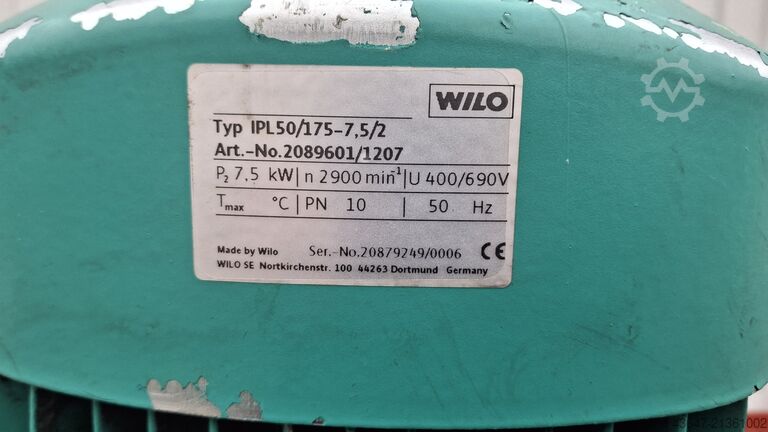 WILO
Typ IPL50/175-7,5/2
Art.-No.2089601/1207
P₂ 7,5 kW | n 2900 min¹ | U 400/690V
Tmax °C | PN 10 | 50 Hz
Made by Wilo Ser.-No.20879249/0006 CE
WILO SE Nortkirchenstr. 100 44263 Dortmund Germany